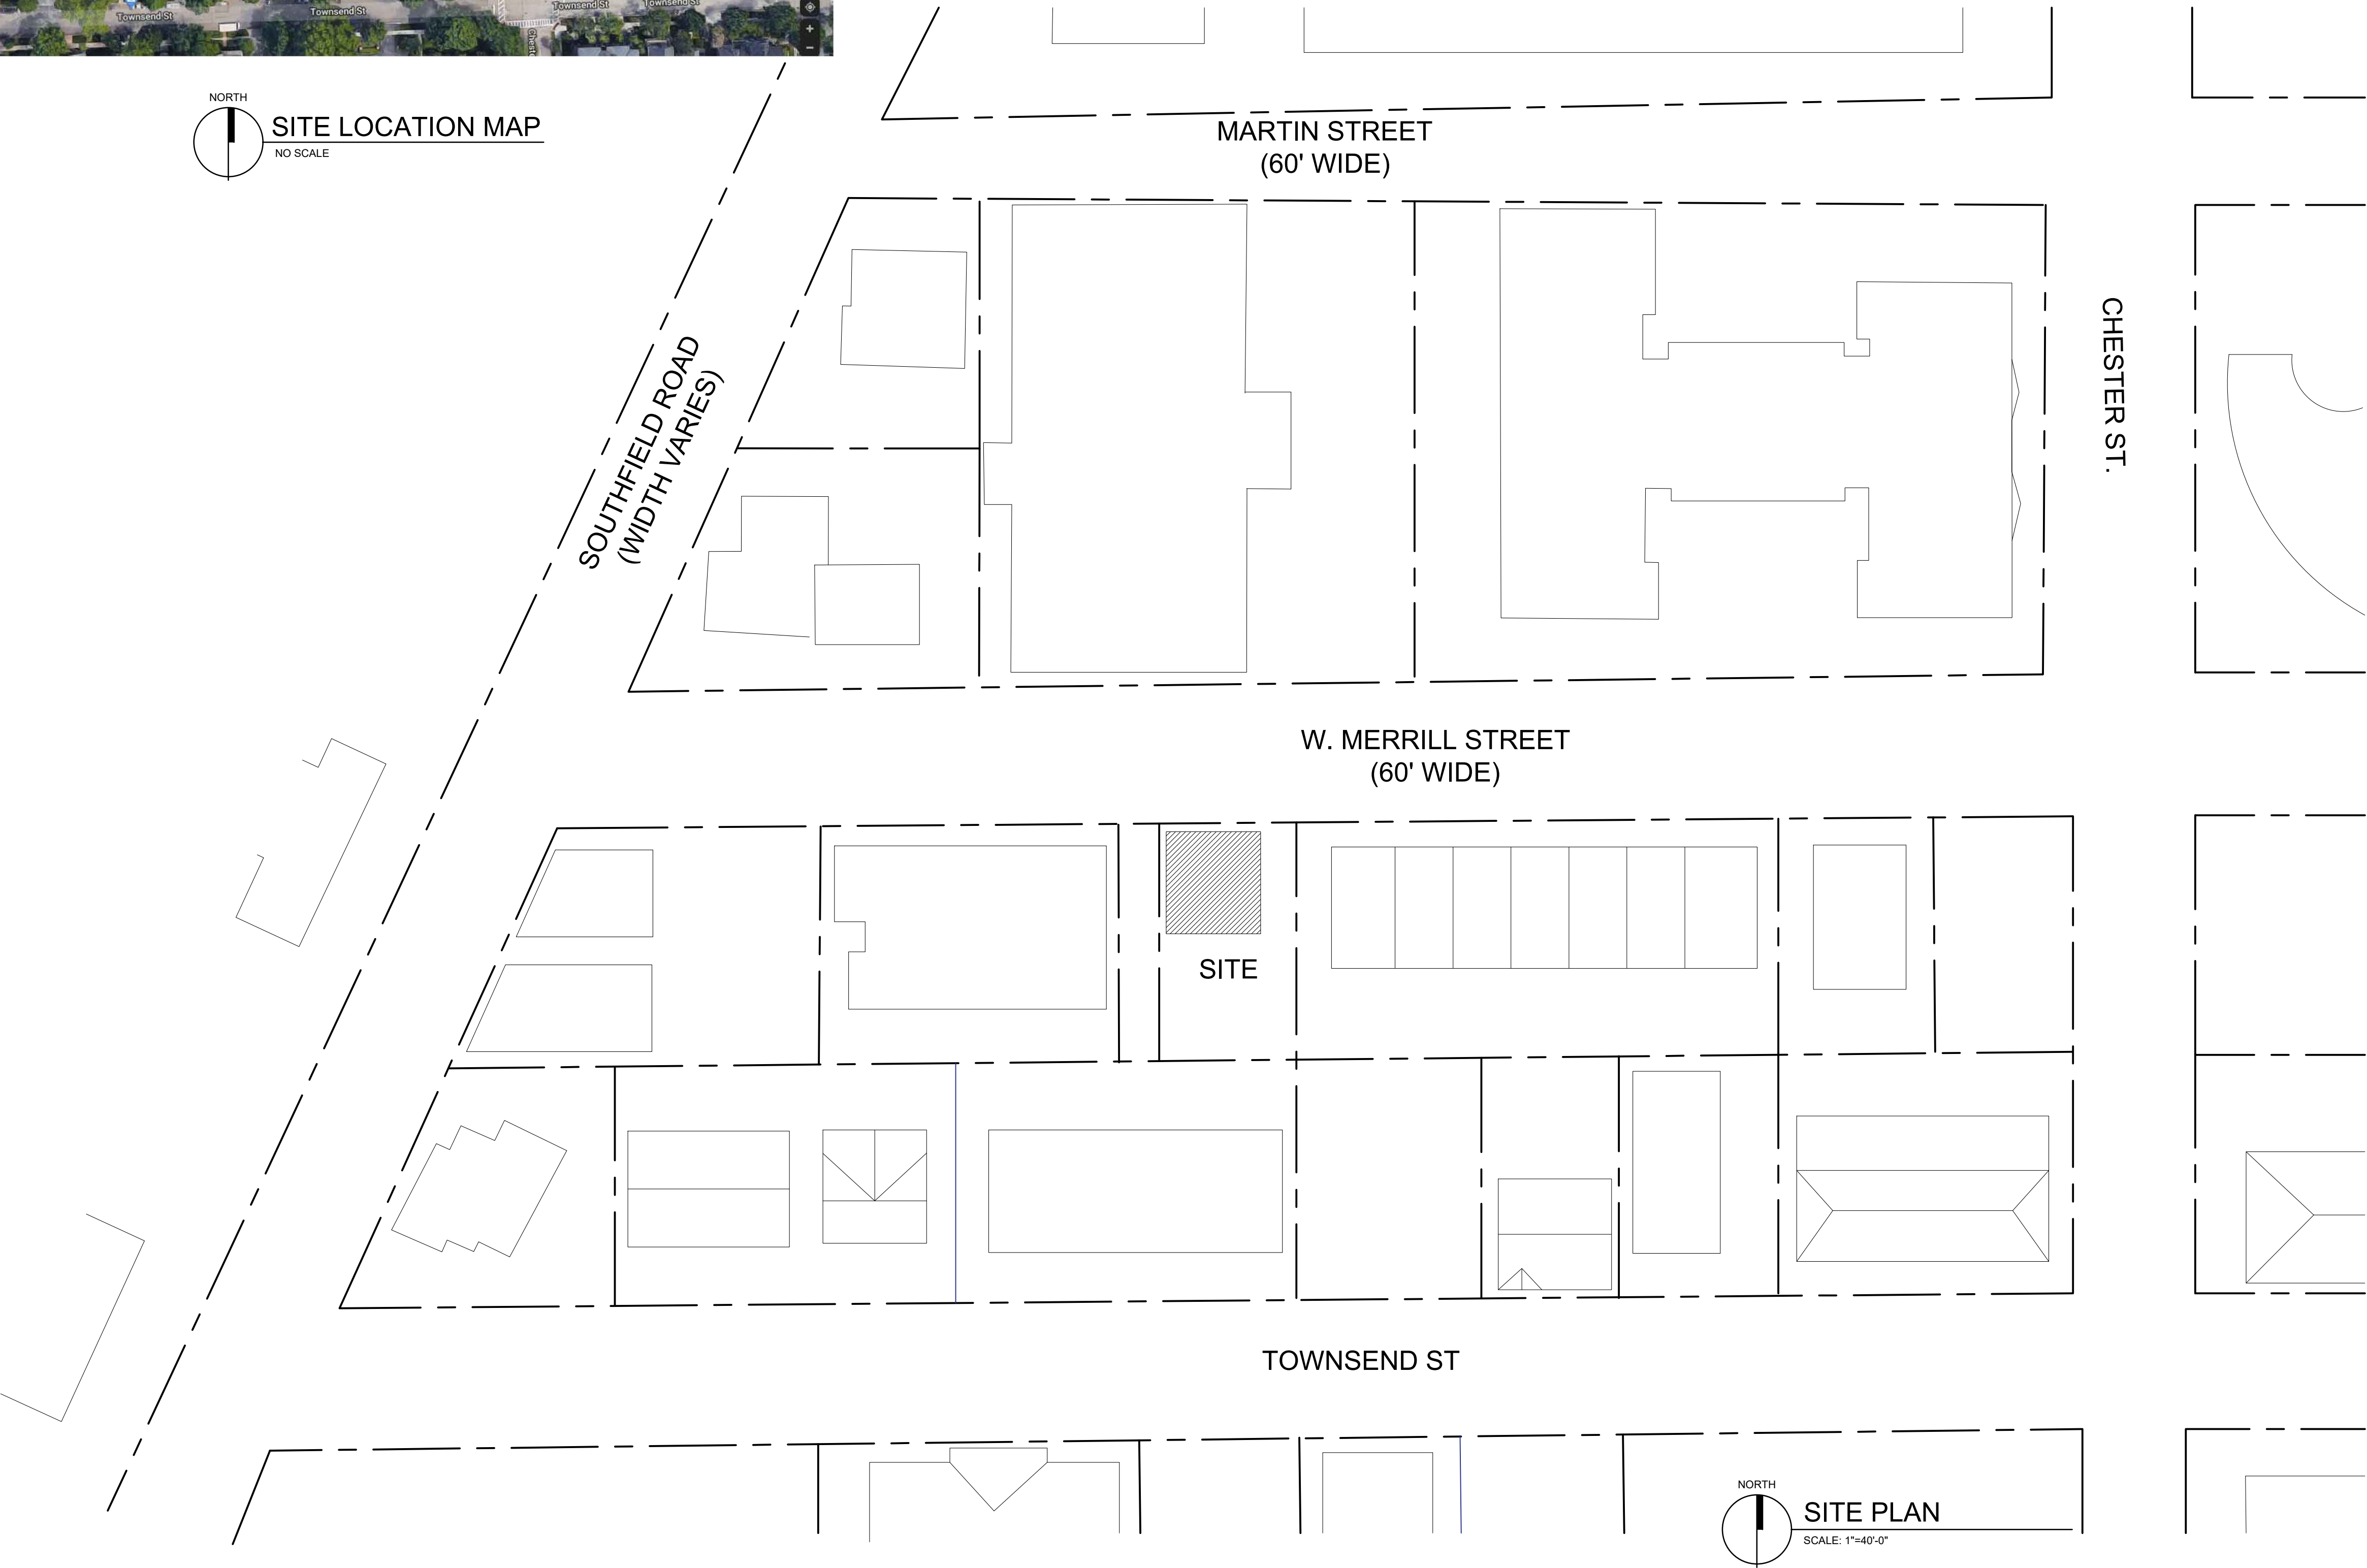 Townsend St
Townsend St
Townsend St
Townsend St
NORTH
SITE LOCATION MAP
NO SCALE
MARTIN STREET
(60' WIDE)
SOUTHFIELD ROAD
(WIDTH VARIES)
CHESTER ST.
W. MERRILL STREET
(60' WIDE)
SITE
TOWNSEND ST
NORTH
SITE PLAN
SCALE: 1"=40'-0"